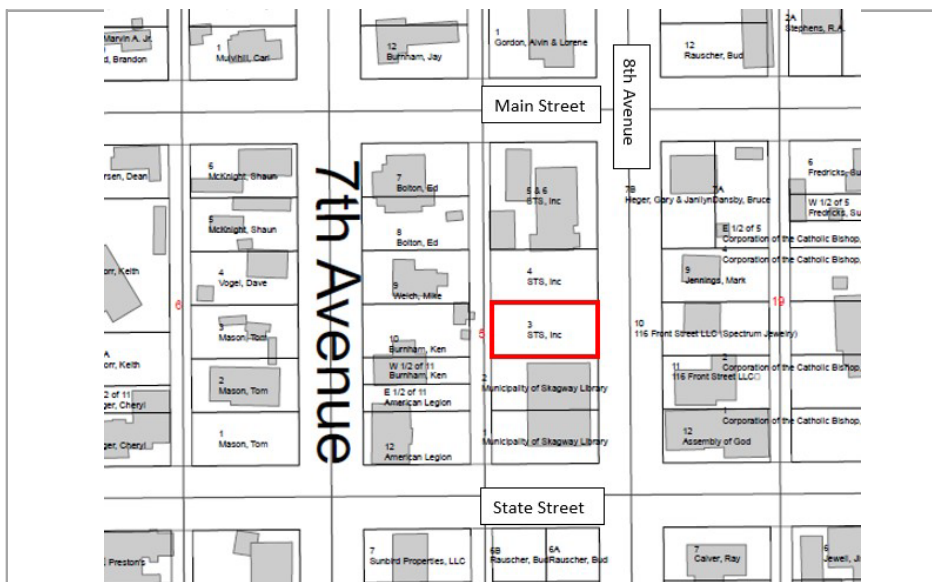 Marvin A. Jr.
d, Brandon
1
Mulvihill, Carl
12
Burnham, Jay
1
Gordon, Alvin & Lorene
12
Rauscher, Bud
2A
Stephens, R.A.
8th Avenue
Main Street
7th Avenue
rsen, Dean
6
McKnight, Shaun
5
McKnight, Shaun
4
Vogel, Dave
3
Mason, Tom
2
Mason, Tom
1
Mason, Tom
orr, Keith
6
A
orr, Keith
2 of 11
ger, Cheryl
ger, Cheryl
7
Bolton, Ed
8
Bolton, Ed
9
Welch, Mike
10
Burnham, Ken
W 1/2 of 11
Burnham, Ken
E 1/2 of 11
American Legion
12
American Legion
5 & 6
STS, Inc
4
STS, Inc
5
3
STS, Inc
2
Municipality of Skagway Library
1
Municipality of Skagway Library
7B
Heger, Gary & Janilyn
7A
Dansby, Bruce
9
Jennings, Mark
10
116 Front Street LLC (Spectrum Jewelry)
11
116 Front Street LLC
12
Assembly of God
6
Fredricks, Su
W 1/2 of 5
Fredricks, Su
E 1/2 of 5
Corporation of the Catholic Bishop,
4
Corporation of the Catholic Bishop,
19
2
Corporation of the Catholic Bishop,
1
Corporation of the Catholic Bishop,
State Street
Preston's
7
Sunbird Properties, LLC
6B
Rauscher, Bud
6A
Rauscher, Bud
7
Calver, Ray
6
Jewell, Ji